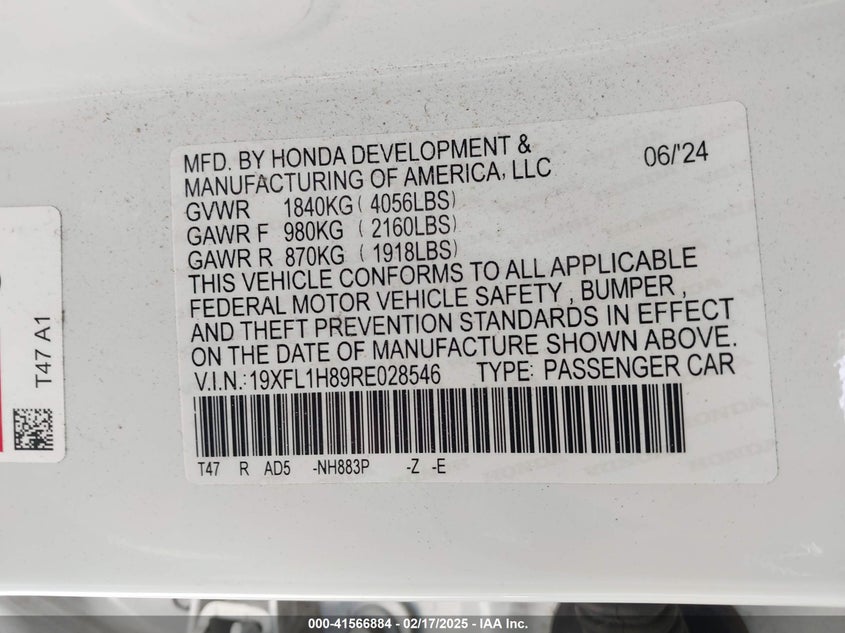 MFD. BY HONDA DEVELOPMENT &
MANUFACTURING OF AMERICA, LLC
06/'24
GVWR 1840KG ( 4056LBS)
GAWR F 980KG ( 2160LBS)
GAWR R 870KG ( 1918LBS)
THIS VEHICLE CONFORMS TO ALL APPLICABLE
FEDERAL MOTOR VEHICLE SAFETY , BUMPER ,
AND THEFT PREVENTION STANDARDS IN EFFECT
ON THE DATE OF MANUFACTURE SHOWN ABOVE.
V.I.N.: 19XFL1H89RE028546 TYPE: PASSENGER CAR
T47 R AD5 -NH883P -Z -E
T47 A1
000-41566884 - 02/17/2025 - IAA Inc.